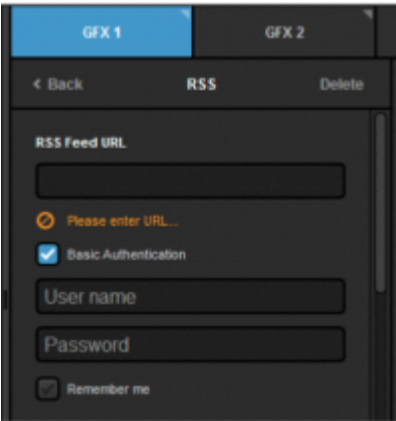 GFX 1 GFX 2
< Back RSS Delete
RSS Feed URL
Please enter URL...
Basic Authentication
User name
Password
Remember me